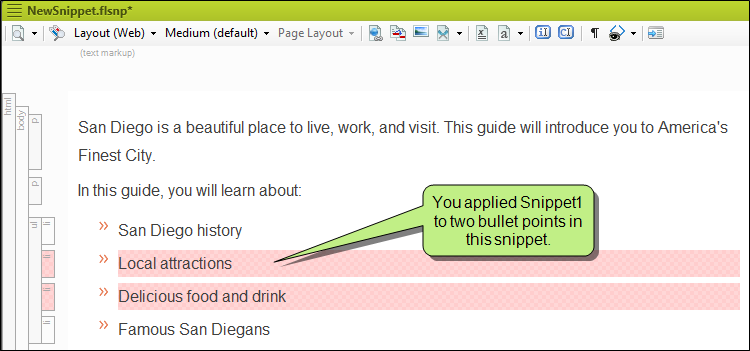 NewSnippet.flsnp*
Layout (Web) Medium (default) Page Layout
(text markup)
html
body
p
San Diego is a beautiful place to live, work, and visit. This guide will introduce you to America's
Finest City.
p
In this guide, you will learn about:
ul
li
» San Diego history
li
» Local attractions
li
» Delicious food and drink
li
» Famous San Diegans
You applied Snippet1
to two bullet points in
this snippet.